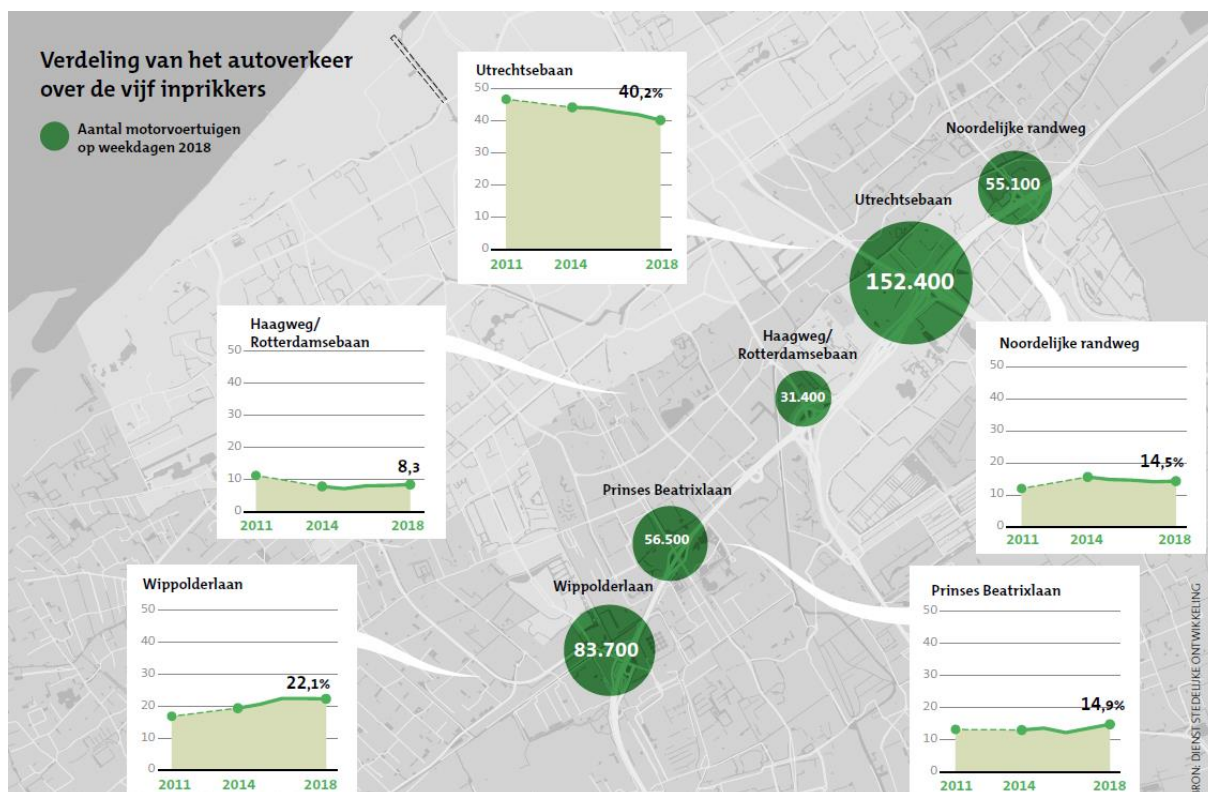 Verdeling van het autoverkeer
over de vijf inprikkers
Aantal motorvoertuigen
op weekdagen 2018
Utrechtsebaan
50
40,2%
40
30
20
10
0
2011 2014 2018
Noordelijke randweg
55.100
Utrechtsebaan
152.400
Haagweg/
Rotterdamsebaan
31.400
Prinses Beatrixlaan
56.500
Wippolderlaan
83.700
Haagweg/
Rotterdamsebaan
50
40
30
20
8,3
10
0
2011 2014 2018
Noordelijke randweg
50
40
30
20
14,5%
10
0
2011 2014 2018
Wippolderlaan
50
40
30
22,1%
20
10
0
2011 2014 2018
Prinses Beatrixlaan
50
40
30
20
14,9%
10
0
2011 2014 2018
BRON: DIENST STEDELIJKE ONTWIKKELING